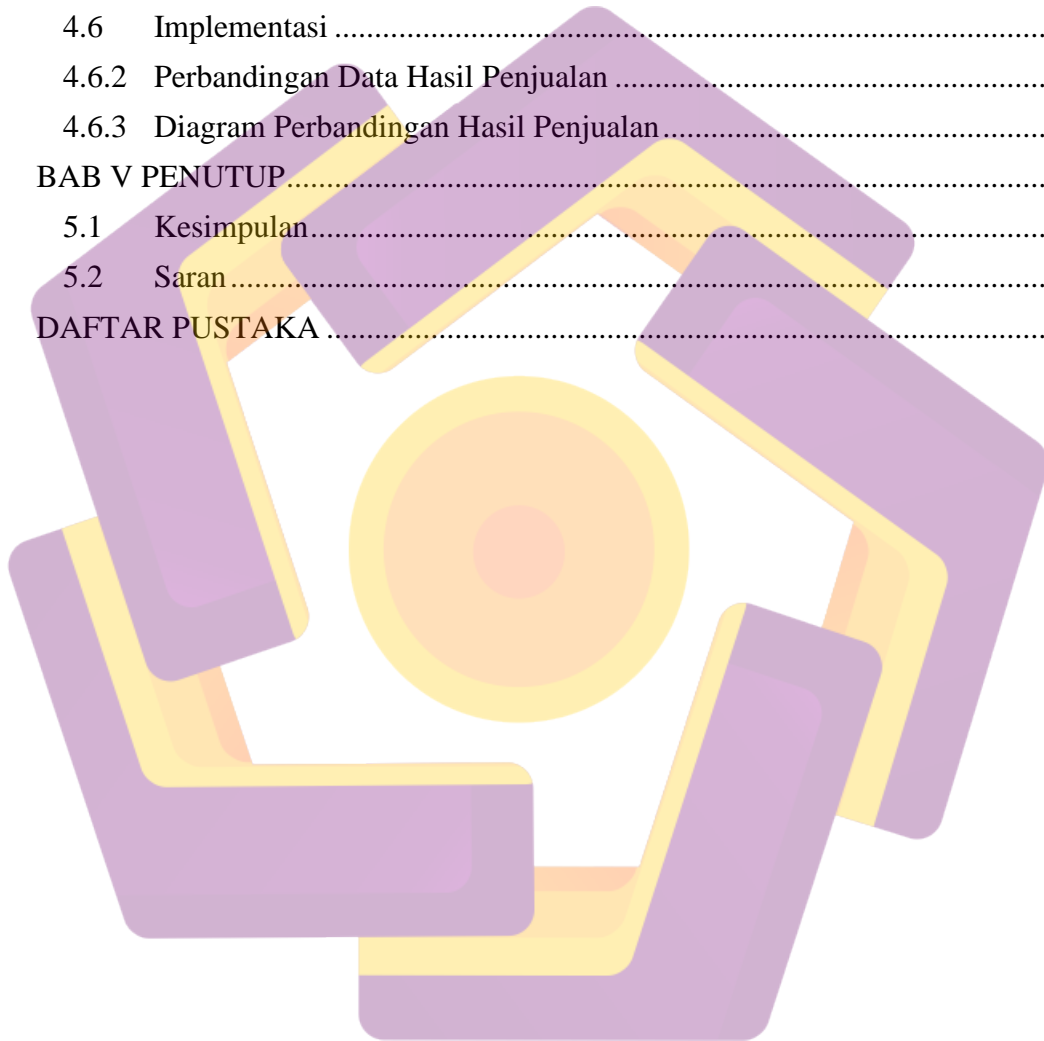 4.6 Implementasi ........................................................................................
4.6.2 Perbandingan Data Hasil Penjualan ......................................................
4.6.3 Diagram Perbandingan Hasil Penjualan................................................
BAB V PENUTUP...............................................................................................
5.1 Kesimpulan............................................................................................
5.2 Saran.......................................................................................................
DAFTAR PUSTAKA ..........................................................................................